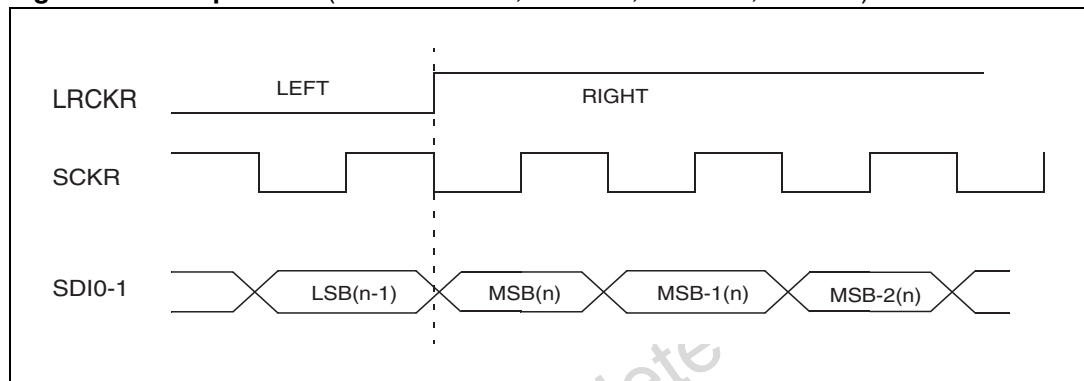 LEFT
RIGHT
LRCKR
SCKR
SDI0-1
LSB(n-1)
MSB(n)
MSB-1(n)
MSB-2(n)